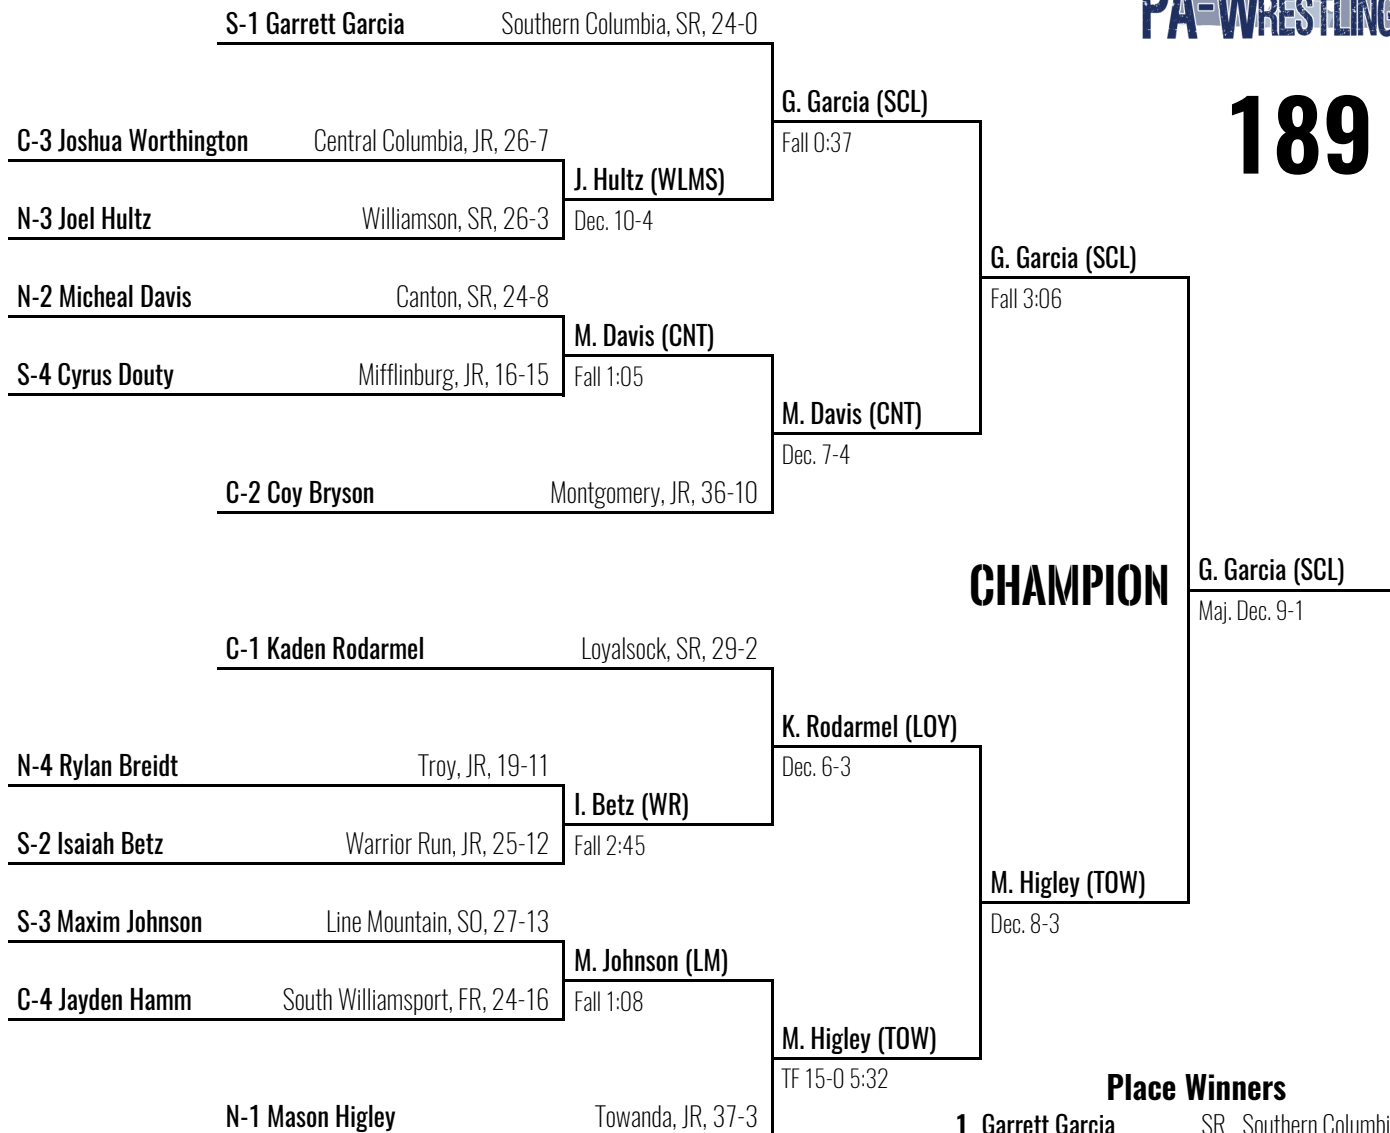 S-1 Garrett Garcia Southern Columbia, SR, 24-0
PA-WRESTLING
G. Garcia (SCL)
189
C-3 Joshua Worthington Central Columbia, JR, 26-7
Fall 0:37
J. Hultz (WLMS)
N-3 Joel Hultz Williamson, SR, 26-3
Dec. 10-4
G. Garcia (SCL)
N-2 Micheal Davis Canton, SR, 24-8
Fall 3:06
M. Davis (CNT)
S-4 Cyrus Douty Mifflinburg, JR, 16-15
Fall 1:05
M. Davis (CNT)
Dec. 7-4
C-2 Coy Bryson Montgomery, JR, 36-10
CHAMPION
G. Garcia (SCL)
Maj. Dec. 9-1
C-1 Kaden Rodarmel Loyalsock, SR, 29-2
K. Rodarmel (LOY)
N-4 Rylan Breidt Troy, JR, 19-11
Dec. 6-3
I. Betz (WR)
S-2 Isaiah Betz Warrior Run, JR, 25-12
Fall 2:45
M. Higley (TOW)
S-3 Maxim Johnson Line Mountain, SO, 27-13
Dec. 8-3
M. Johnson (LM)
C-4 Jayden Hamm South Williamsport, FR, 24-16
Fall 1:08
M. Higley (TOW)
TF 15-0 5:32
Place Winners
N-1 Mason Higley Towanda, JR, 37-3
1 Garrett Garcia SR Southern Columbi